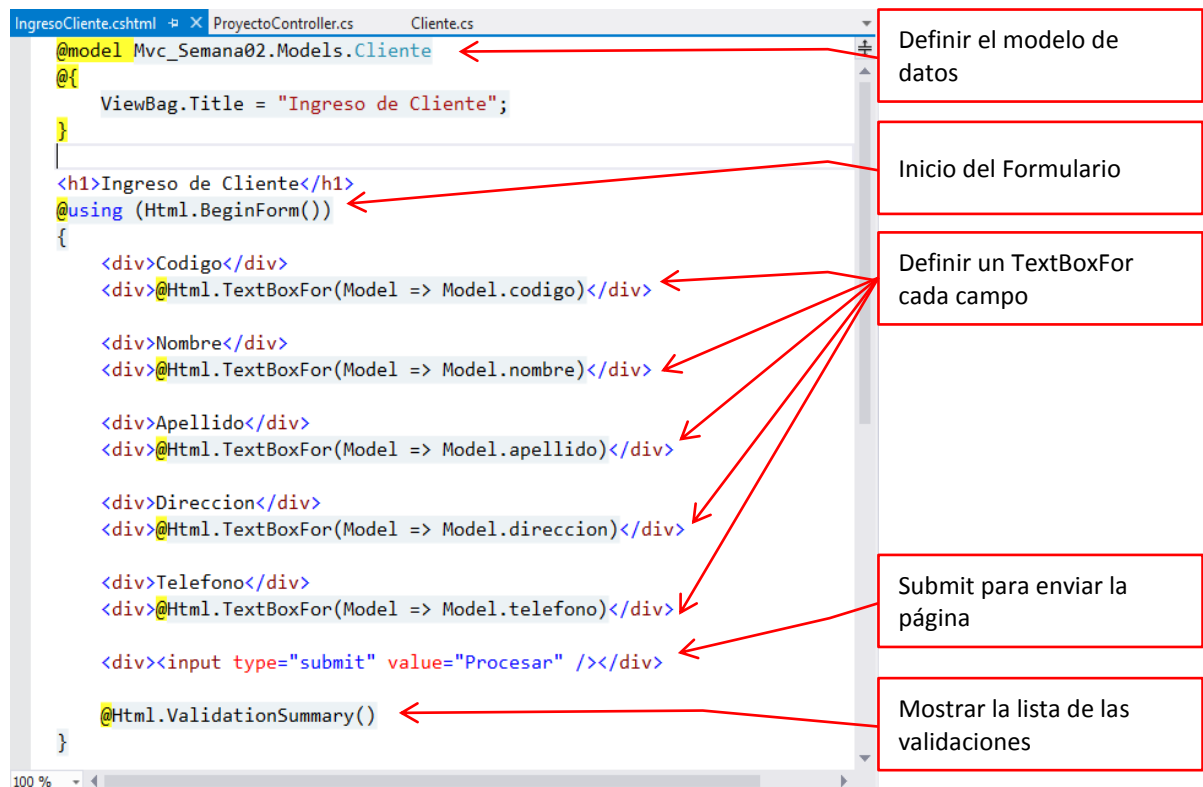 IngresoCliente.cshtml ProyectoController.cs Cliente.cs
@model Mvc_Semana02.Models.Cliente
@{
ViewBag.Title = "Ingreso de Cliente";
}
<h1>Ingreso de Cliente</h1>
@using (Html.BeginForm())
{
<div>Codigo</div>
<div>@Html.TextBoxFor(Model => Model.codigo)</div>
<div>Nombre</div>
<div>@Html.TextBoxFor(Model => Model.nombre)</div>
<div>Apellido</div>
<div>@Html.TextBoxFor(Model => Model.apellido)</div>
<div>Direccion</div>
<div>@Html.TextBoxFor(Model => Model.direccion)</div>
<div>Telefono</div>
<div>@Html.TextBoxFor(Model => Model.telefono)</div>
<div><input type="submit" value="Procesar" /></div>
@Html.ValidationSummary()
}
100 %
Definir el modelo de
datos
Inicio del Formulario
Definir un TextBoxFor
cada campo
Submit para enviar la
página
Mostrar la lista de las
validaciones